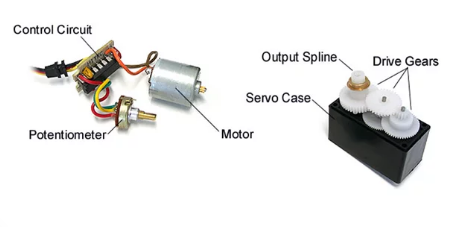 Control Circuit
Potentiometer
Motor
Output Spline
Drive Gears
Servo Case